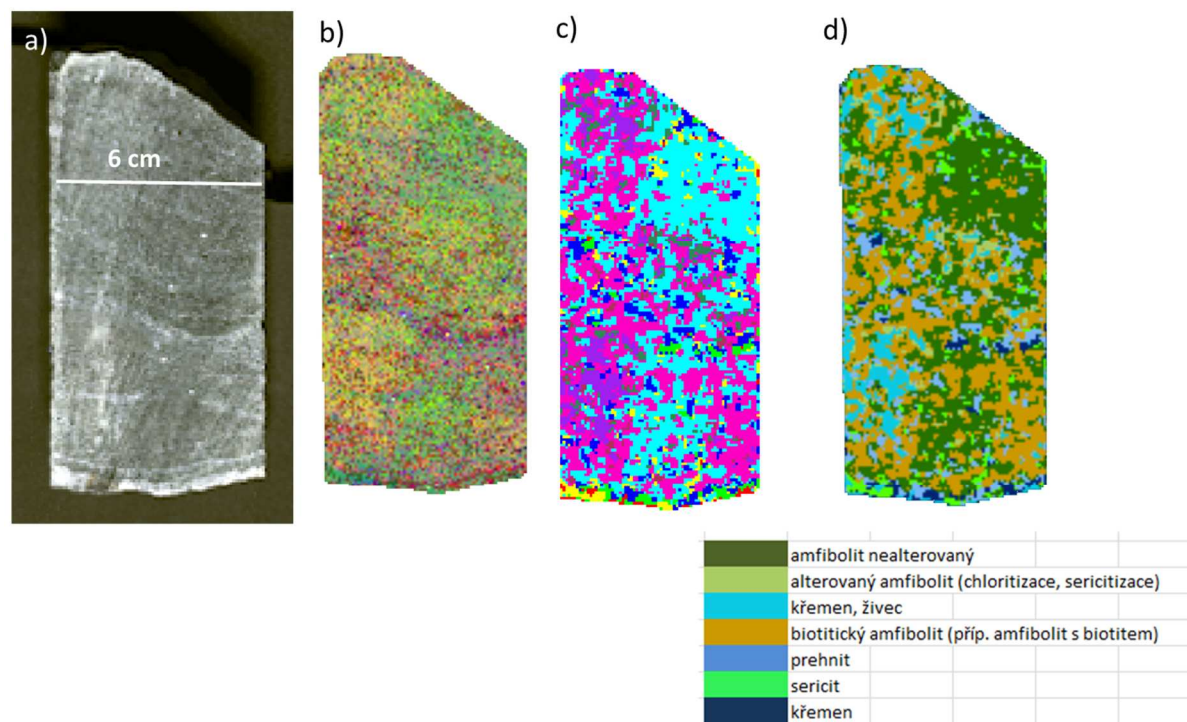 a)
b)
c)
d)
6 cm
amfibolit nealterovaný
alterovaný amfibolit (chloritizace, sericitizace)
křemen, živec
biotitický amfibolit (příp. amfibolit s biotitem)
prehnit
sericit
křemen